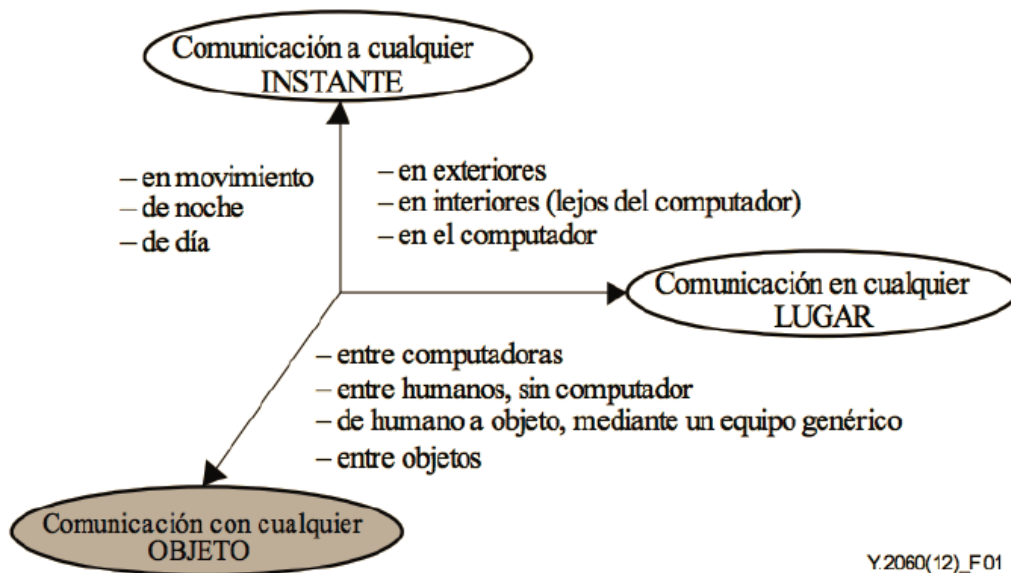 Comunicación a cualquier
INSTANTE
– en movimiento
– de noche
– de día
– en exteriores
– en interiores (lejos del computador)
– en el computador
Comunicación en cualquier
LUGAR
– entre computadoras
– entre humanos, sin computador
– de humano a objeto, mediante un equipo genérico
– entre objetos
Comunicación con cualquier
OBJETO
Y.2060(12)_F01